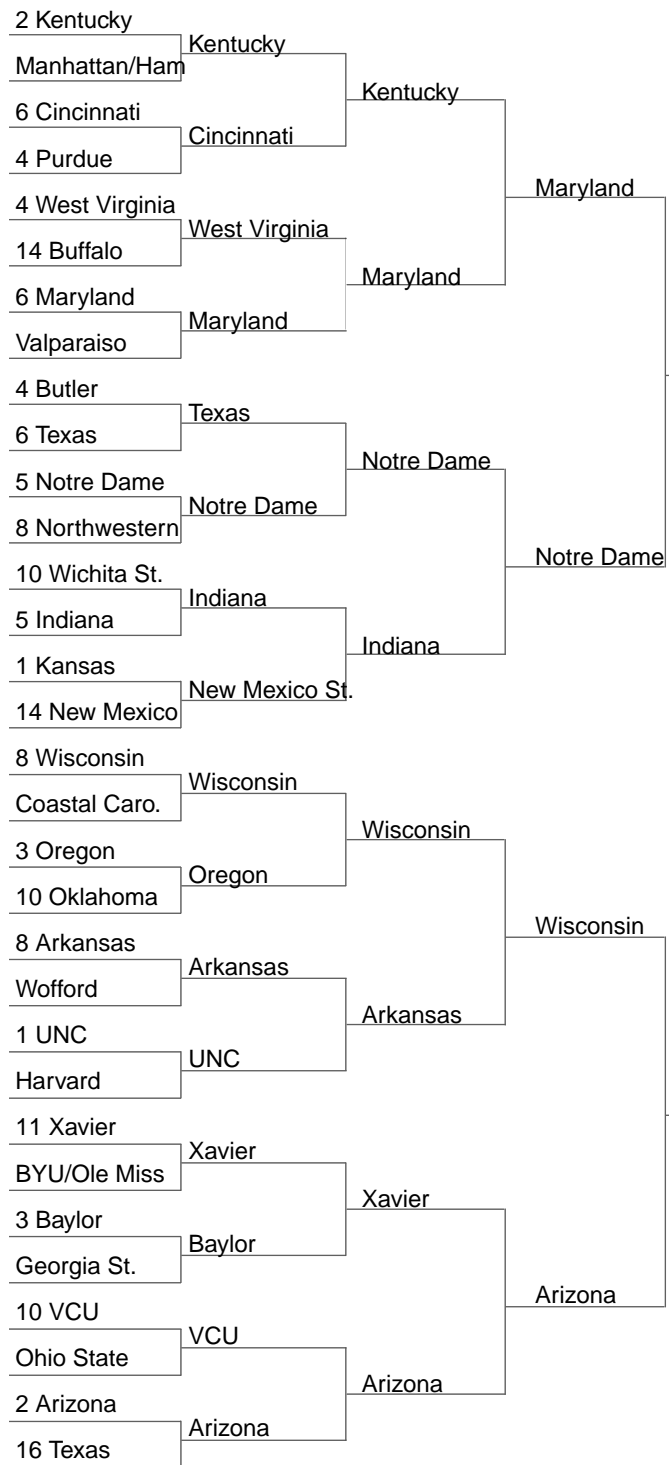 2 Kentucky
Manhattan/Ham
6 Cincinnati
4 Purdue
4 West Virginia
14 Buffalo
6 Maryland
Valparaiso
4 Butler
6 Texas
5 Notre Dame
8 Northwestern
10 Wichita St.
5 Indiana
1 Kansas
14 New Mexico
8 Wisconsin
Coastal Caro.
3 Oregon
10 Oklahoma
8 Arkansas
Wofford
1 UNC
Harvard
11 Xavier
BYU/Ole Miss
3 Baylor
Georgia St.
10 VCU
Ohio State
2 Arizona
16 Texas
Kentucky
Cincinnati
West Virginia
Maryland
Texas
Notre Dame
Indiana
New Mexico St.
Wisconsin
Oregon
Arkansas
UNC
Xavier
Baylor
VCU
Arizona
Kentucky
Maryland
Notre Dame
Indiana
Wisconsin
Arkansas
Xavier
Arizona
Maryland
Notre Dame
Wisconsin
Arizona